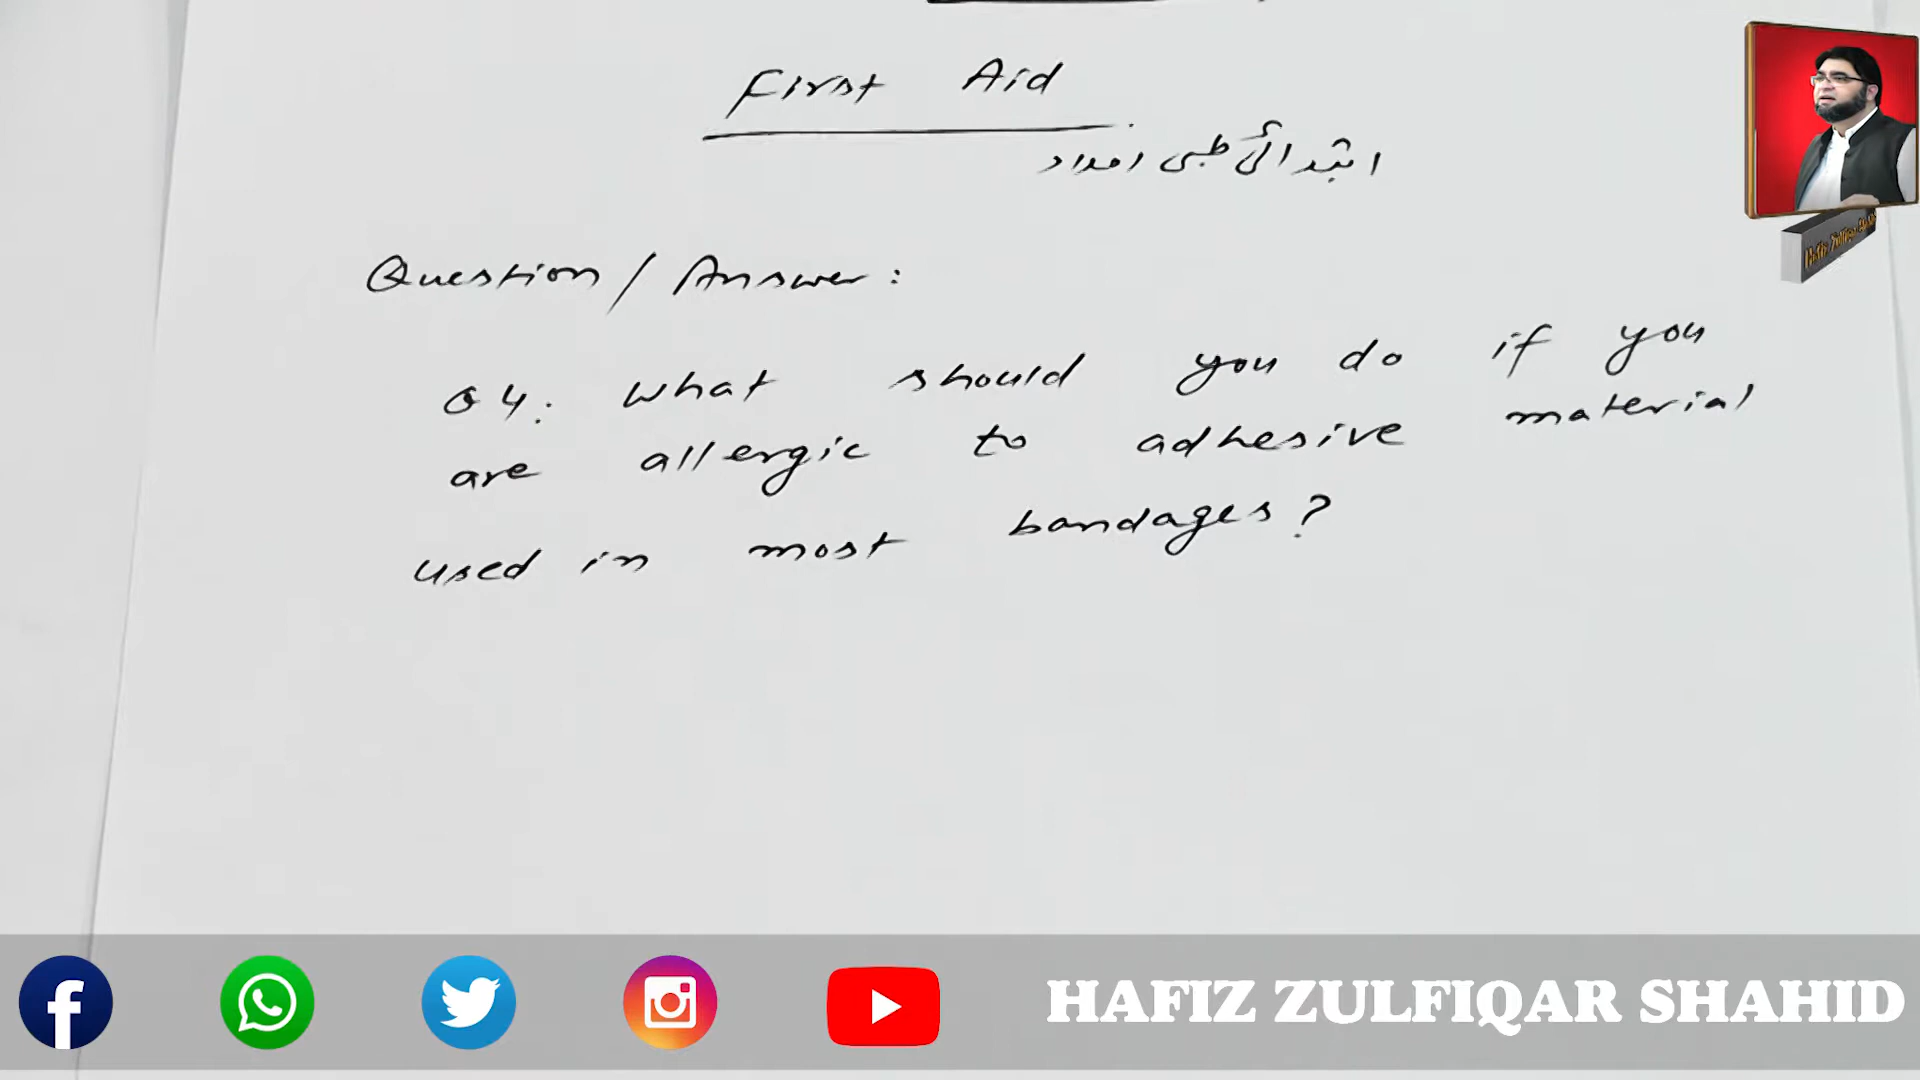 First Aid
ابتدائی طبی امداد
Question / Answer:
Q4: What should you do if you
are allergic to adhesive material
used in most bandages?
HAFIZ ZULFIQAR SHAHID